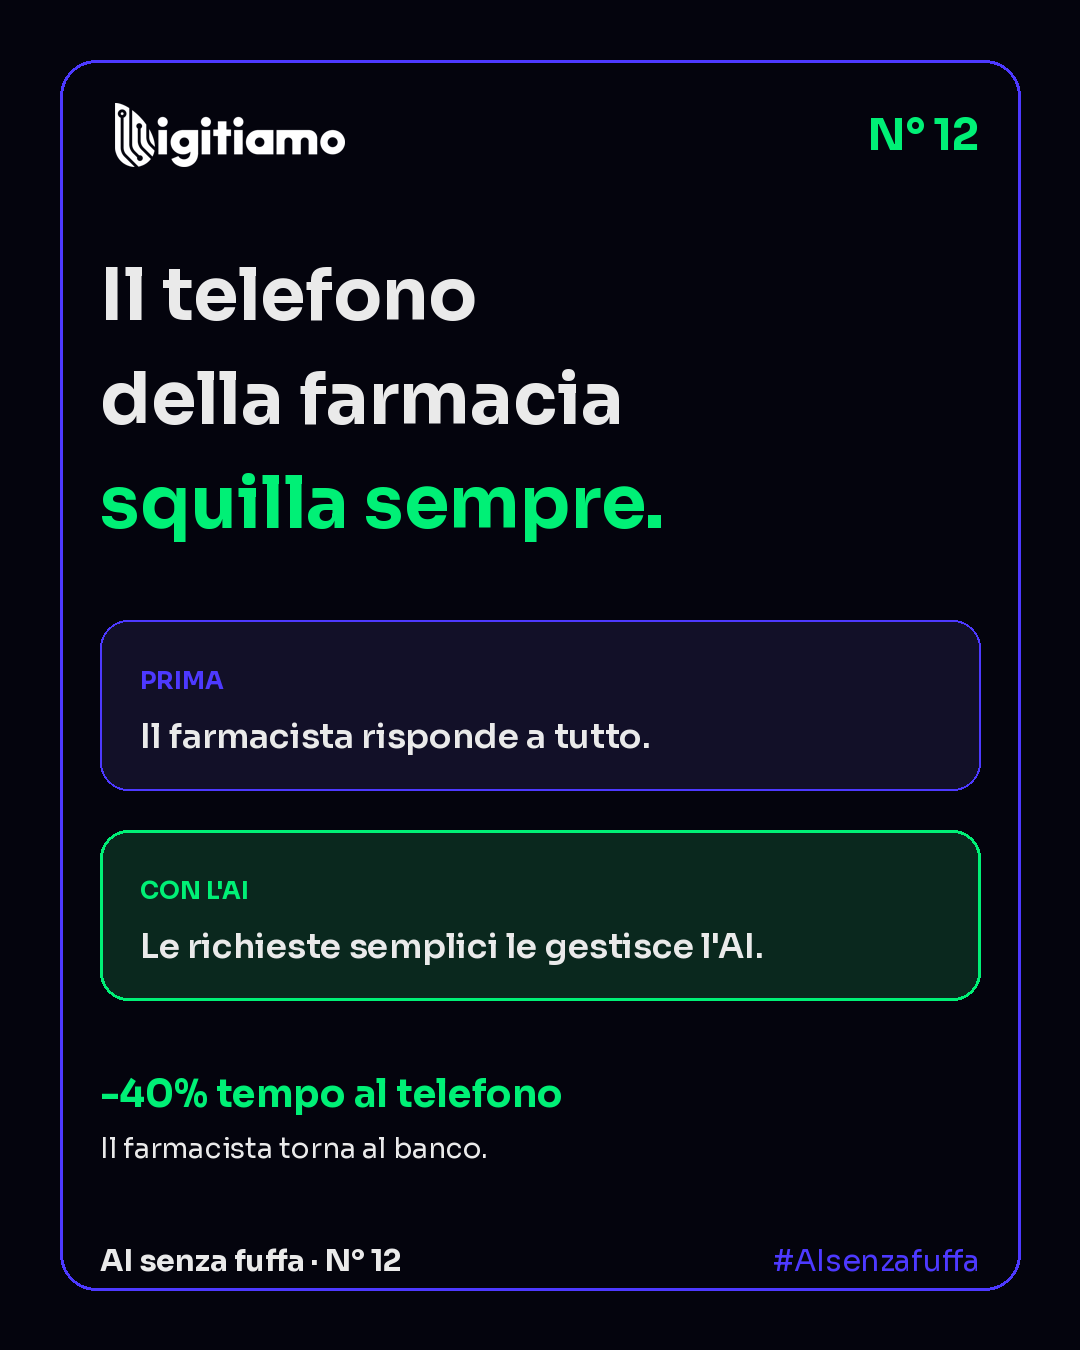 Digitiamo
N° 12
Il telefono
della farmacia
squilla sempre.
PRIMA
Il farmacista risponde a tutto.
CON L'AI
Le richieste semplici le gestisce l'AI.
-40% tempo al telefono
Il farmacista torna al banco.
AI senza fuffa · N° 12
#AIsenzafuffa